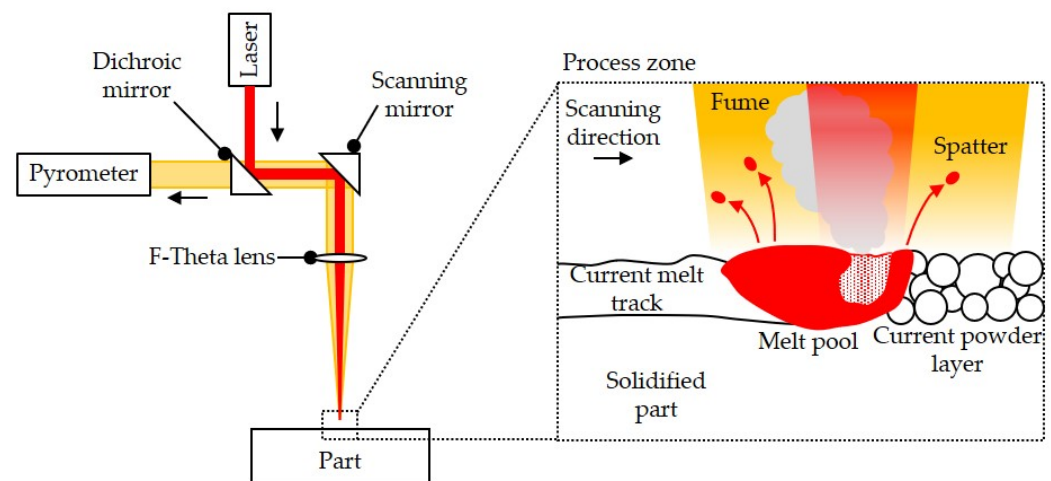 Laser
Dichroic
mirror
Scanning
mirror
Pyrometer
F-Theta lens
Part
Process zone
Scanning
direction
Fume
Spatter
Current melt
track
Melt pool
Current powder
layer
Solidified
part